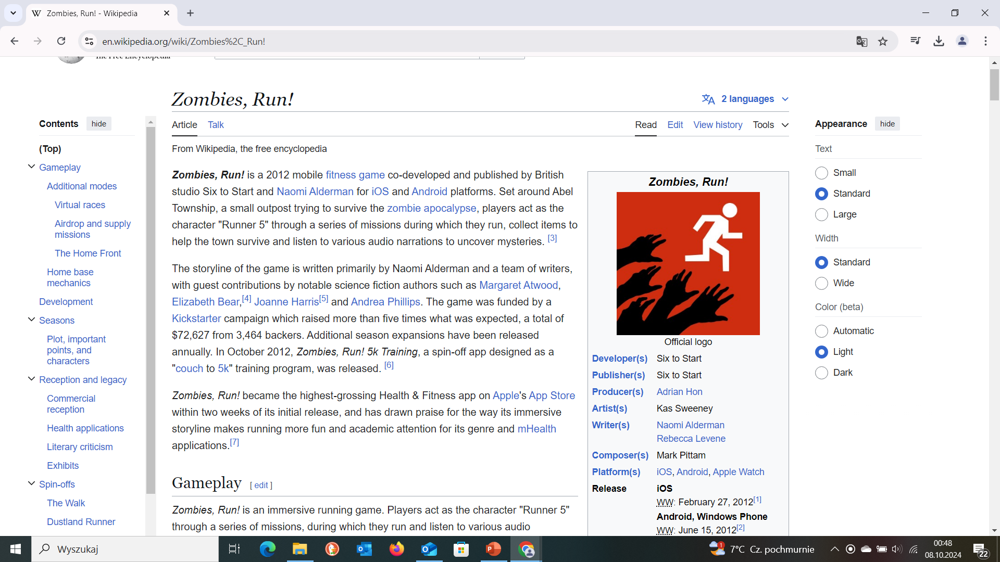 Zombies, Run! - Wikipedia
en.wikipedia.org/wiki/Zombies%2C_Run!
The Free Encyclopedia
Zombies, Run!
2 languages
Contents hide
Article Talk
Read Edit View history Tools
From Wikipedia, the free encyclopedia
(Top)
Gameplay
Additional modes
Virtual races
Airdrop and supply
missions
The Home Front
Home base
mechanics
Development
Seasons
Plot, important
points, and
characters
Reception and legacy
Commercial
reception
Health applications
Literary criticism
Exhibits
Spin-offs
The Walk
Dustland Runner
Zombies, Run! is a 2012 mobile fitness game co-developed and published by British
studio Six to Start and Naomi Alderman for iOS and Android platforms. Set around Abel
Township, a small outpost trying to survive the zombie apocalypse, players act as the
character "Runner 5" through a series of missions during which they run, collect items to
help the town survive and listen to various audio narrations to uncover mysteries. [3]
The storyline of the game is written primarily by Naomi Alderman and a team of writers,
with guest contributions by notable science fiction authors such as Margaret Atwood,
Elizabeth Bear,[4] Joanne Harris[5] and Andrea Phillips. The game was funded by a
Kickstarter campaign which raised more than five times what was expected, a total of
$72,627 from 3,464 backers. Additional season expansions have been released
annually. In October 2012, Zombies, Run! 5k Training, a spin-off app designed as a
"couch to 5k" training program, was released. [6]
Zombies, Run! became the highest-grossing Health & Fitness app on Apple's App Store
within two weeks of its initial release, and has drawn praise for the way its immersive
storyline makes running more fun and academic attention for its genre and mHealth
applications.[7]
Gameplay [ edit ]
Zombies, Run! is an immersive running game. Players act as the character "Runner 5"
through a series of missions, during which they run and listen to various audio
Zombies, Run!
Official logo
Developer(s) Six to Start
Publisher(s) Six to Start
Producer(s) Adrian Hon
Artist(s) Kas Sweeney
Writer(s) Naomi Alderman
Rebecca Levene
Composer(s) Mark Pittam
Platform(s) iOS, Android, Apple Watch
Release iOS
WW: February 27, 2012[1]
Android, Windows Phone
WW: June 15, 2012[2]
Appearance hide
Text
Small
Standard
Large
Width
Standard
Wide
Color (beta)
Automatic
Light
Dark
Wyszukaj
1
7°C Cz. pochmurnie
00:48
08.10.2024
22